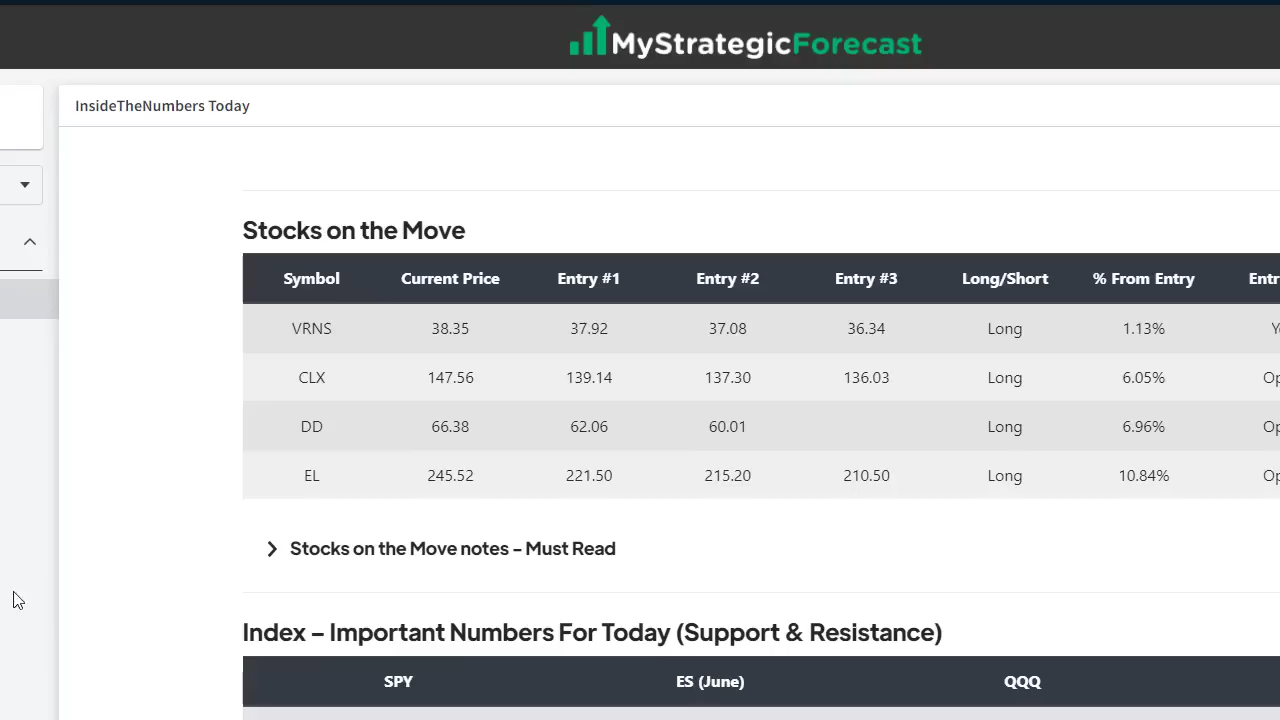 MyStrategicForecast
InsideTheNumbers Today
Stocks on the Move
Symbol Current Price Entry #1 Entry #2 Entry #3 Long/Short % From Entry Entr
VRNS 38.35 37.92 37.08 36.34 Long 1.13%
CLX 147.56 139.14 137.30 136.03 Long 6.05% Op
DD 66.38 62.06 60.01 Long 6.96% Op
EL 245.52 221.50 215.20 210.50 Long 10.84% Op
Stocks on the Move notes – Must Read
Index – Important Numbers For Today (Support & Resistance)
SPY ES (June) QQQ